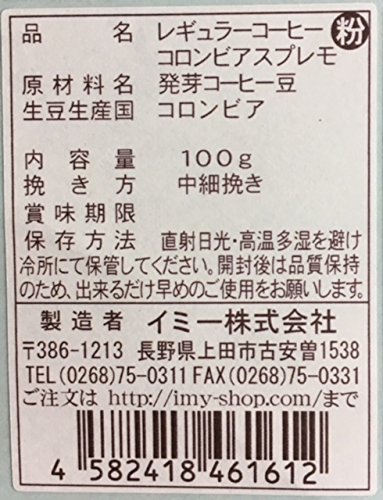 品名 レギュラーコーヒー 粉
コロンビアスプレモ
原材料名 発芽コーヒー豆
生豆生産国 コロンビア
内容量 100g
挽き方 中細挽き
賞味期限
保存方法 直射日光・高温多湿を避け
冷所にて保管してください。開封後は品質保持
のため、出来るだけ早めのご使用をお願いします。
製造者 イミー株式会社
〒386-1213 長野県上田市古安曽1538
TEL(0268)75-0311 FAX(0268)75-0331
ご注文は http://imy-shop.com/まで
4 582418 461612